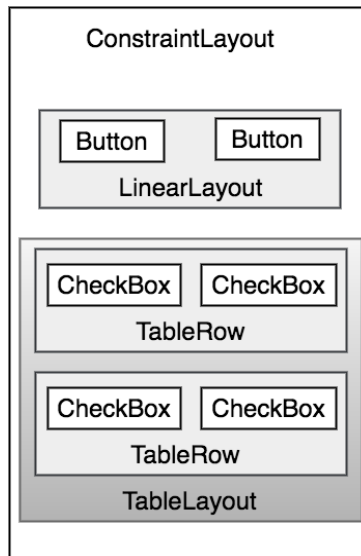 ConstraintLayout
Button Button
LinearLayout
CheckBox CheckBox
TableRow
CheckBox CheckBox
TableRow
TableLayout